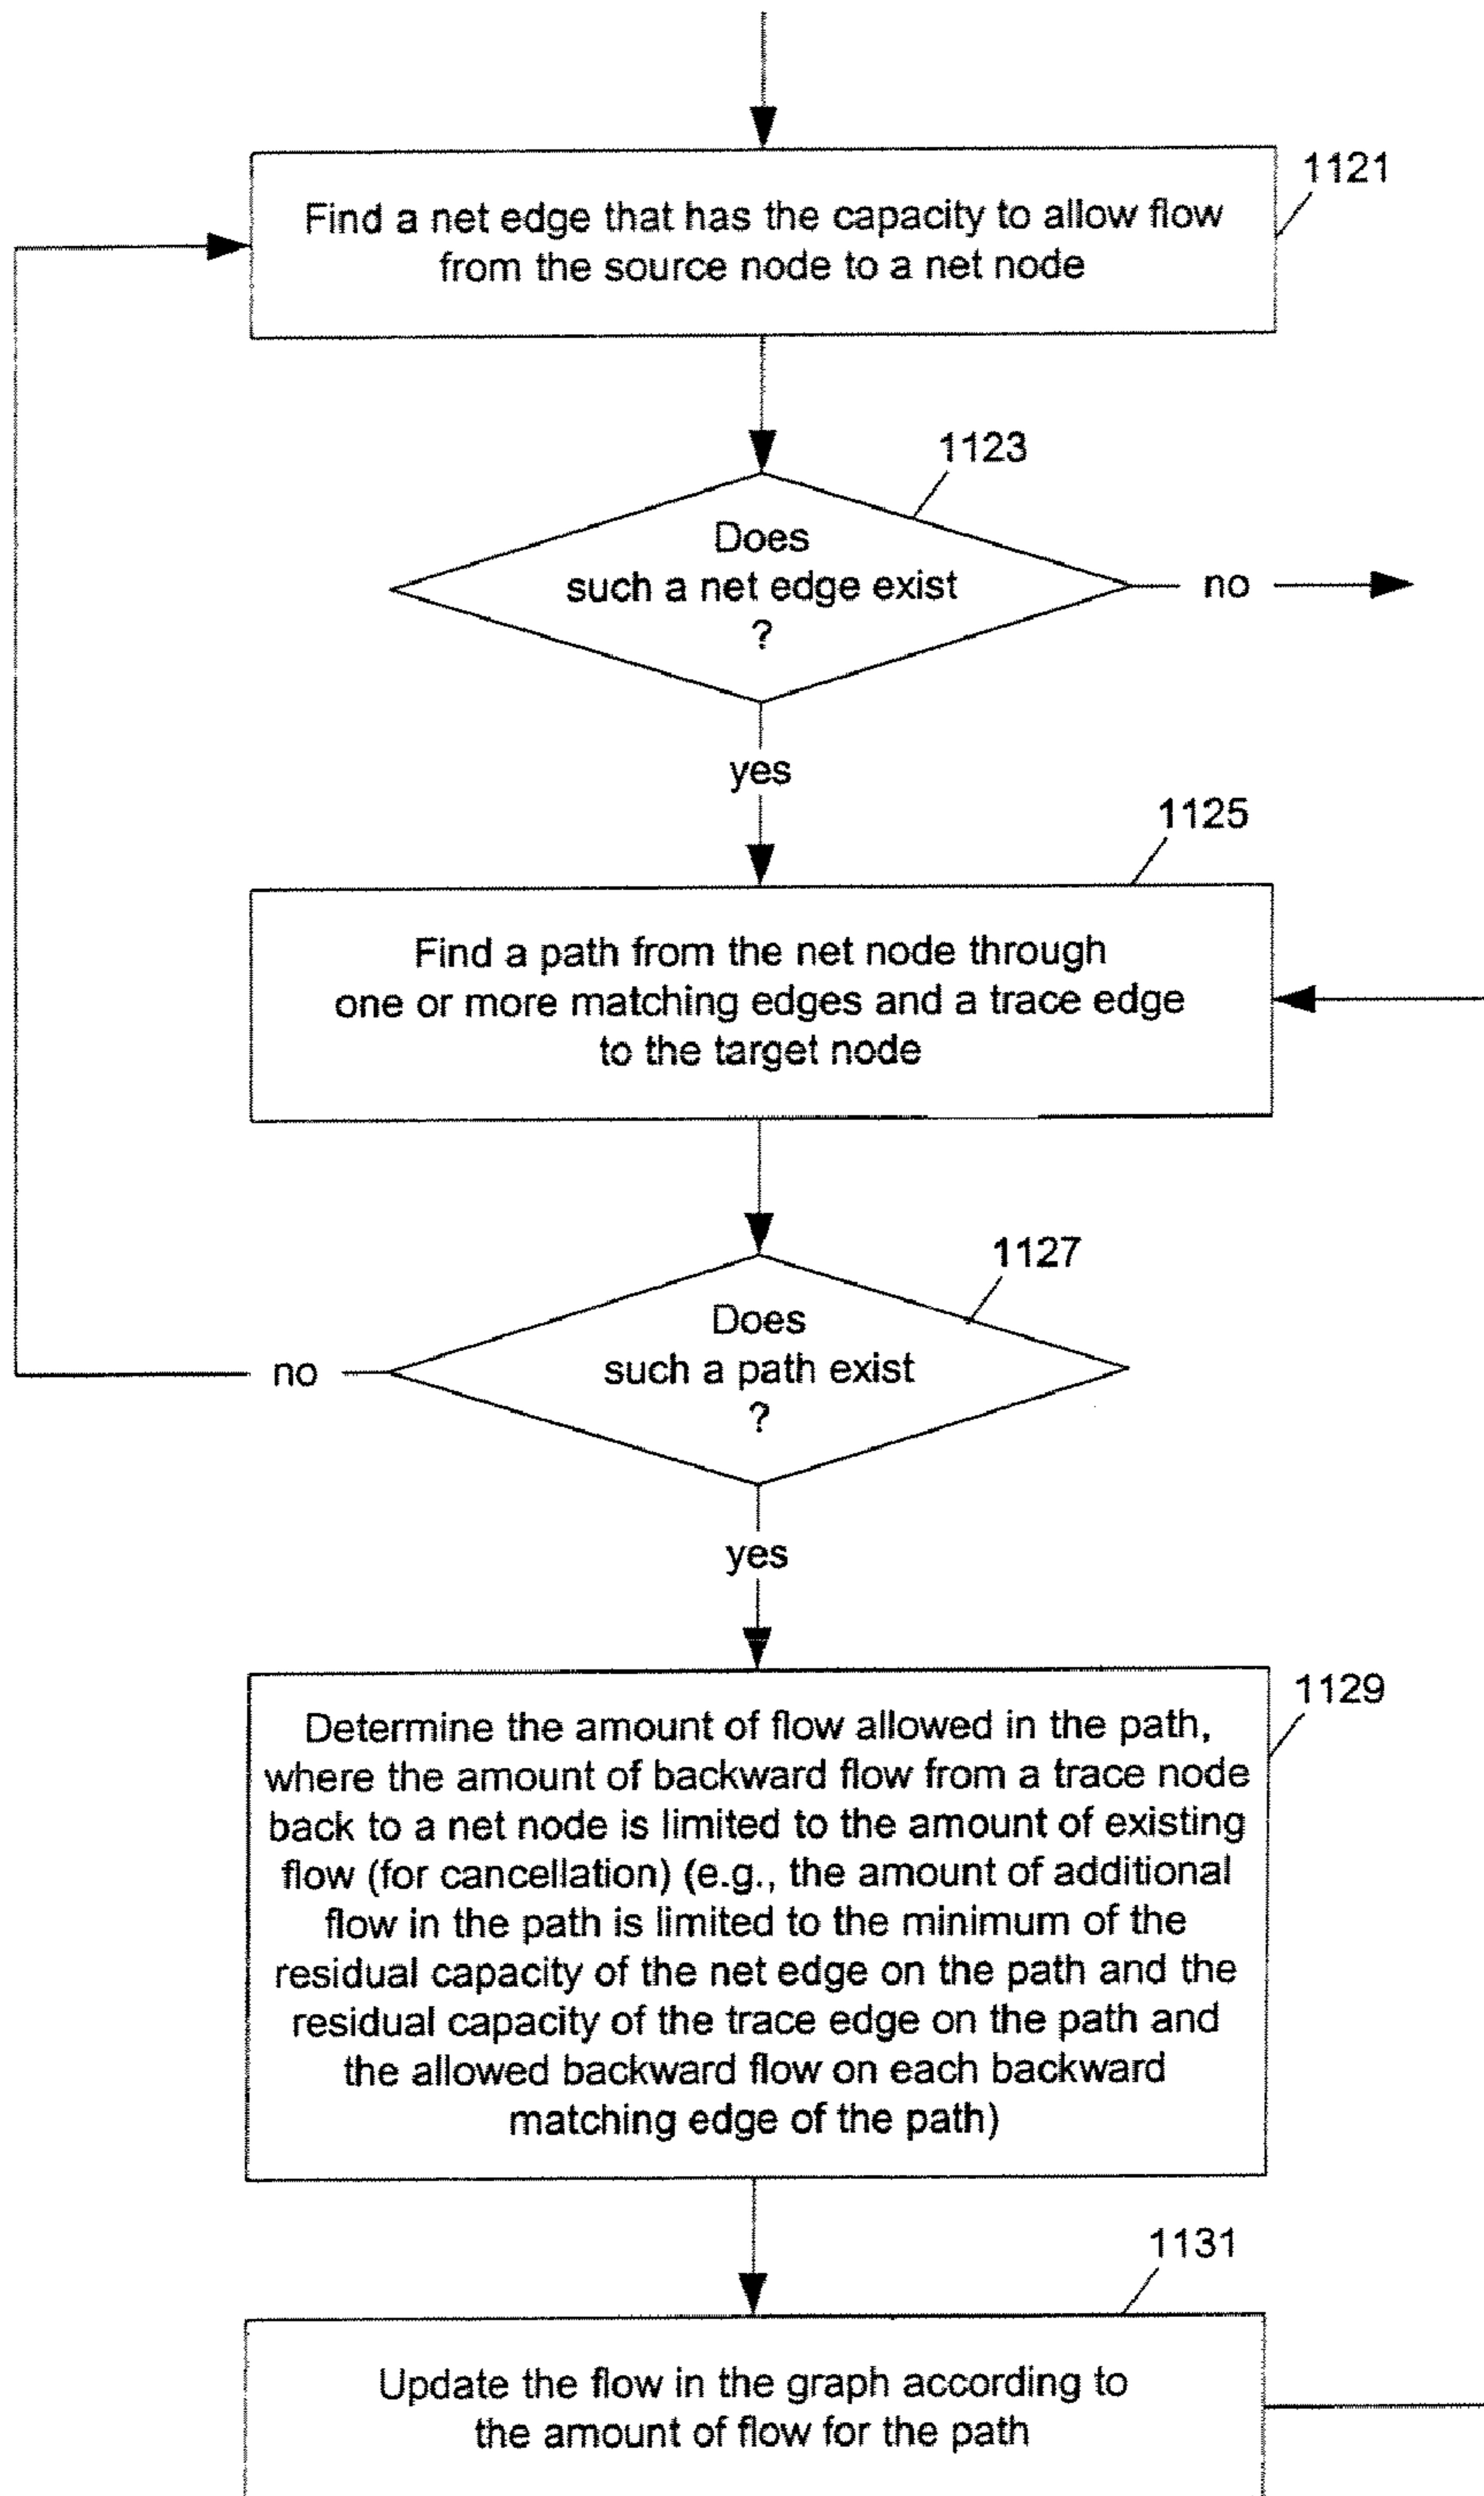 1121
Find a net edge that has the capacity to allow flow
from the source node to a net node
1123
Does
such a net edge exist
?
no
yes
1125
Find a path from the net node through
one or more matching edges and a trace edge
to the target node
1127
Does
such a path exist
?
no
yes
1129
Determine the amount of flow allowed in the path,
where the amount of backward flow from a trace node
back to a net node is limited to the amount of existing
flow (for cancellation) (e.g., the amount of additional
flow in the path is limited to the minimum of the
residual capacity of the net edge on the path and the
residual capacity of the trace edge on the path and
the allowed backward flow on each backward
matching edge of the path)
1131
Update the flow in the graph according to
the amount of flow for the path